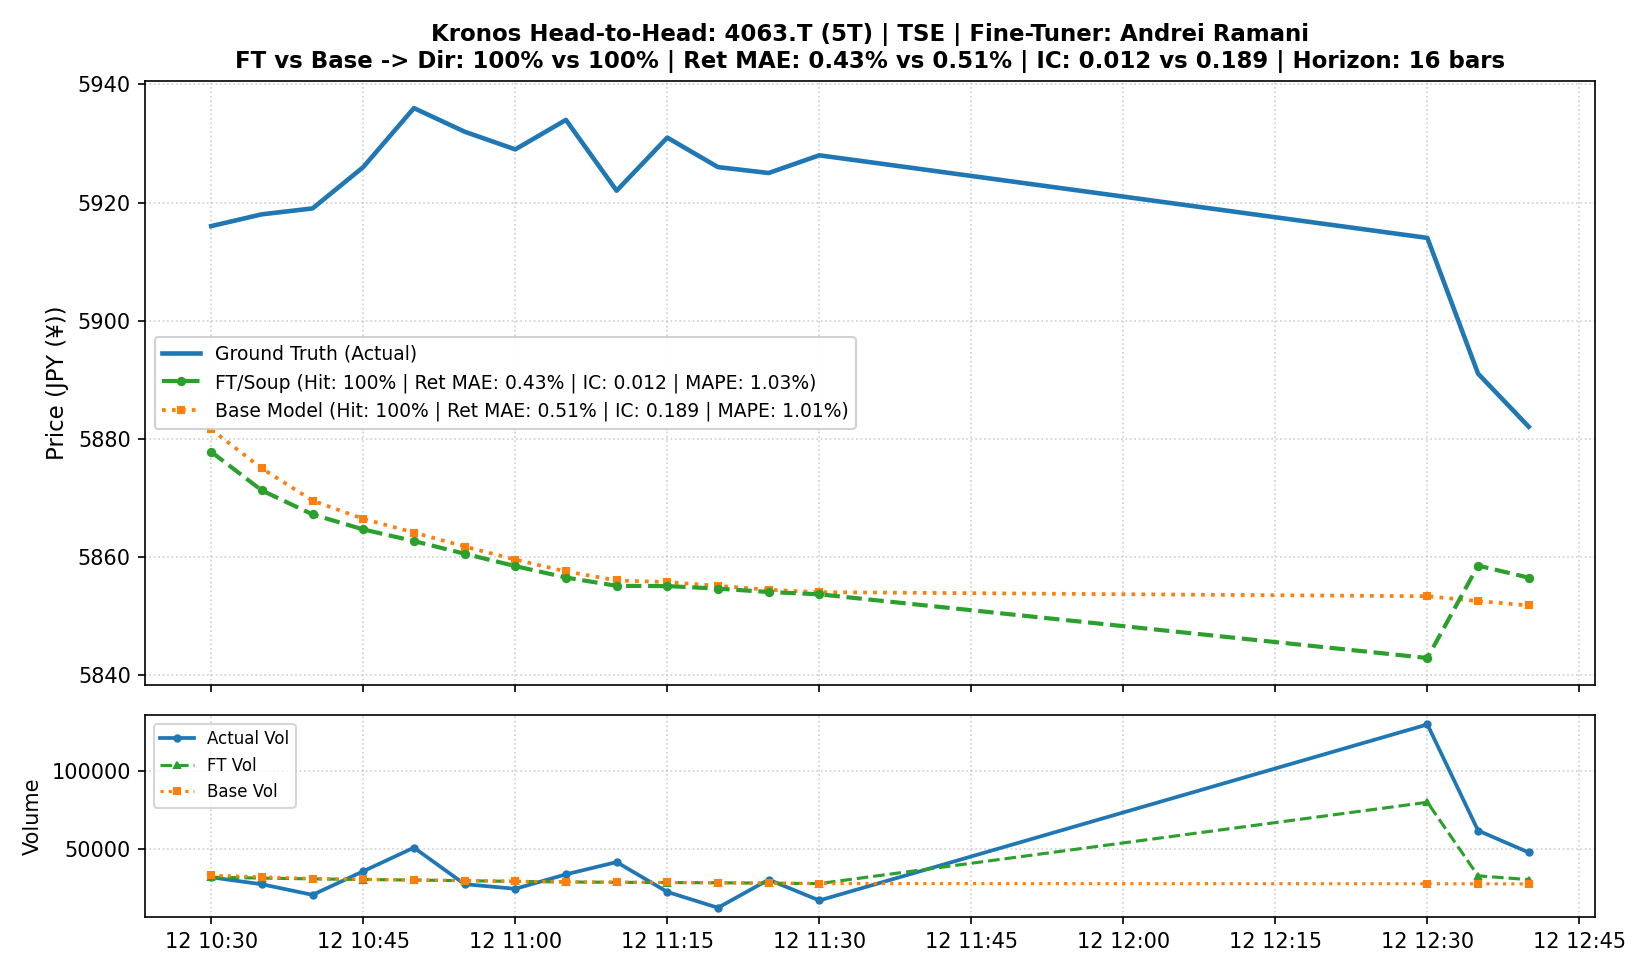 Kronos Head-to-Head: 4063.T (5T) | TSE | Fine-Tuner: Andrei Ramani
FT vs Base -> Dir: 100% vs 100% | Ret MAE: 0.43% vs 0.51% | IC: 0.012 vs 0.189 | Horizon: 16 bars
Price (JPY (¥))
5940
5920
5900
5880
5860
5840
Ground Truth (Actual)
FT/Soup (Hit: 100% | Ret MAE: 0.43% | IC: 0.012 | MAPE: 1.03%)
Base Model (Hit: 100% | Ret MAE: 0.51% | IC: 0.189 | MAPE: 1.01%)
Volume
100000
50000
Actual Vol
FT Vol
Base Vol
12 10:30 12 10:45 12 11:00 12 11:15 12 11:30 12 11:45 12 12:00 12 12:15 12 12:30 12 12:45